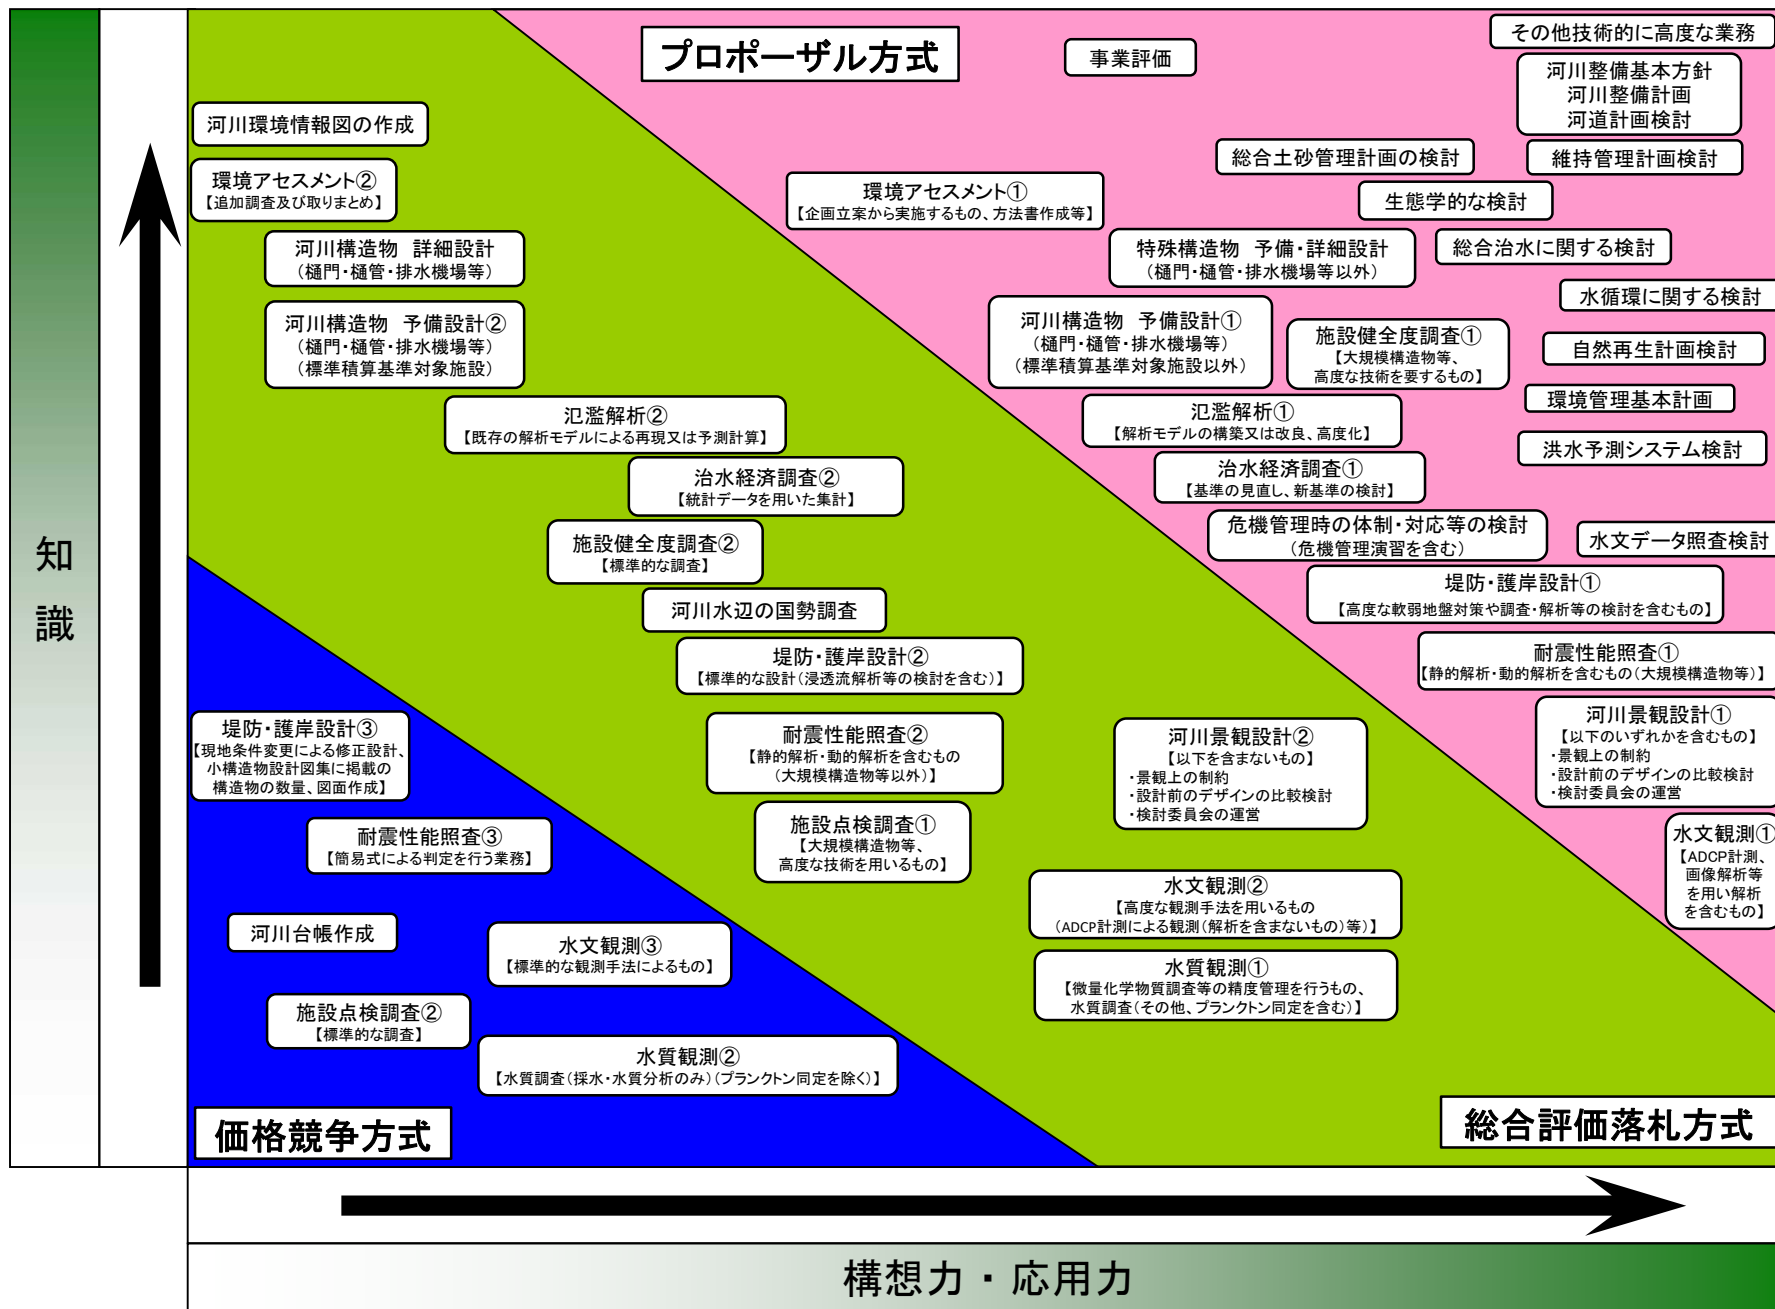 プロポーザル方式
事業評価
その他技術的に高度な業務
河川整備基本方針
河川整備計画
河道計画検討
総合土砂管理計画の検討
維持管理計画検討
環境アセスメント①
【企画立案から実施するもの、方法書作成等】
生態学的な検討
特殊構造物　予備・詳細設計
（樋門・樋管・排水機場等以外）
総合治水に関する検討
水循環に関する検討
河川構造物　予備設計①
（樋門・樋管・排水機場等）
（標準積算基準対象施設以外）
施設健全度調査①
【大規模構造物等、
高度な技術を要するもの】
自然再生計画検討
環境管理基本計画
氾濫解析①
【解析モデルの構築又は改良、高度化】
洪水予測システム検討
治水経済調査①
【基準の見直し、新基準の検討】
危機管理時の体制・対応等の検討
（危機管理演習を含む）
水文データ照査検討
堤防・護岸設計①
【高度な軟弱地盤対策や調査・解析等の検討を含むもの】
耐震性能照査①
【静的解析・動的解析を含むもの（大規模構造物等）】
河川景観設計①
【以下のいずれかを含むもの】
・景観上の制約
・設計前のデザインの比較検討
・検討委員会の運営
水文観測①
【ADCP計測、
画像解析等
を用い解析
を含むもの】
河川環境情報図の作成
環境アセスメント②
【追加調査及び取りまとめ】
河川構造物　詳細設計
（樋門・樋管・排水機場等）
河川構造物　予備設計②
（樋門・樋管・排水機場等）
（標準積算基準対象施設）
氾濫解析②
【既存の解析モデルによる再現又は予測計算】
治水経済調査②
【統計データを用いた集計】
施設健全度調査②
【標準的な調査】
河川水辺の国勢調査
堤防・護岸設計②
【標準的な設計（浸透流解析等の検討を含む）】
耐震性能照査②
【静的解析・動的解析を含むもの
（大規模構造物等以外）】
河川景観設計②
【以下を含まないもの】
・景観上の制約
・設計前のデザインの比較検討
・検討委員会の運営
施設点検調査①
【大規模構造物等、
高度な技術を用いるもの】
水文観測②
【高度な観測手法を用いるもの
（ADCP計測による観測（解析を含まないもの）等）】
水質観測①
【微量化学物質調査等の精度管理を行うもの、
水質調査（その他、プランクトン同定を含む）】
総合評価落札方式
堤防・護岸設計③
【現地条件変更による修正設計、
小構造物設計図集に掲載の
構造物の数量、図面作成】
耐震性能照査③
【簡易式による判定を行う業務】
河川台帳作成
水文観測③
【標準的な観測手法によるもの】
施設点検調査②
【標準的な調査】
水質観測②
【水質調査（採水・水質分析のみ）（プランクトン同定を除く）】
価格競争方式
知
識
構想力・応用力